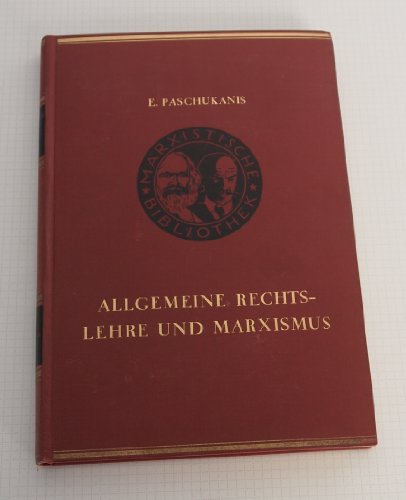 E. PASCHUKANIS
MARXISTISCHE
BIBLIOTHEK
ALLGEMEINE RECHTS-
LEHRE UND MARXISMUS